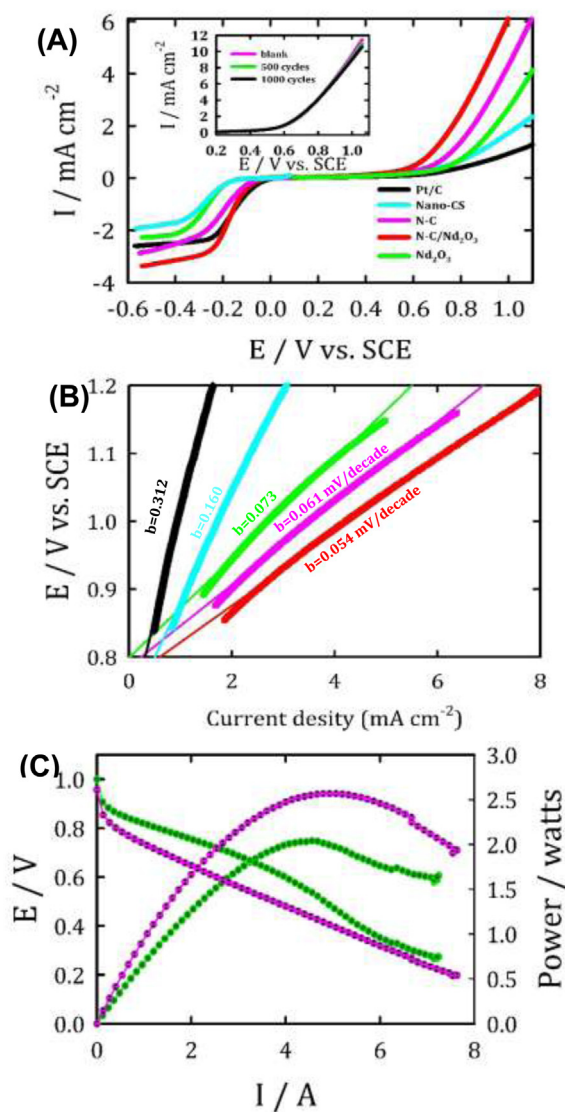 (A)
I / mA cm-2
6
4
2
0
-2
-4
-0.6 -0.4 -0.2 0.0 0.2 0.4 0.6 0.8 1.0
E / V vs. SCE
I / mA cm-2
12
10
8
6
4
2
0
0.2 0.4 0.6 0.8 1.0
E / V vs. SCE
blank
500 cycles
1000 cycles
Pt/C
Nano-CS
N-C
N-C/Nd2O3
Nd2O3
(B)
E / V vs. SCE
1.2
1.1
1.0
0.9
0.8
0 2 4 6 8
Current desity (mA cm-2)
b=0.312
b=0.160
b=0.073
b=0.061 mV/decade
b=0.054 mV/decade
(C)
E / V
1.0
0.8
0.6
0.4
0.2
0.0
0 2 4 6 8
I / A
3.0
2.5
2.0
1.5
1.0
0.5
0.0
Power / watts